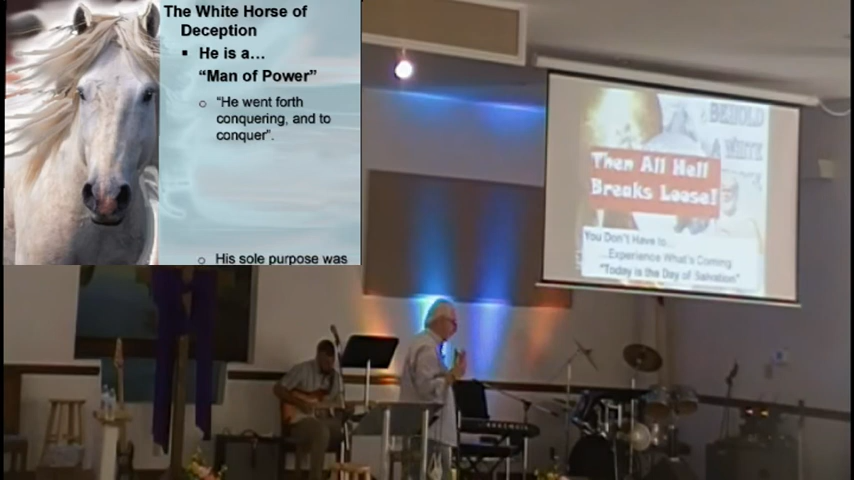 The White Horse of
Deception
▪ He is a…
“Man of Power”
o “He went forth
conquering, and to
conquer”.
o His sole purpose was
BEHOLD
A WHITE
Then All Hell
Breaks Loose!
You Don't Have to...
...Experience What's Coming
"Today is the Day of Salvation"